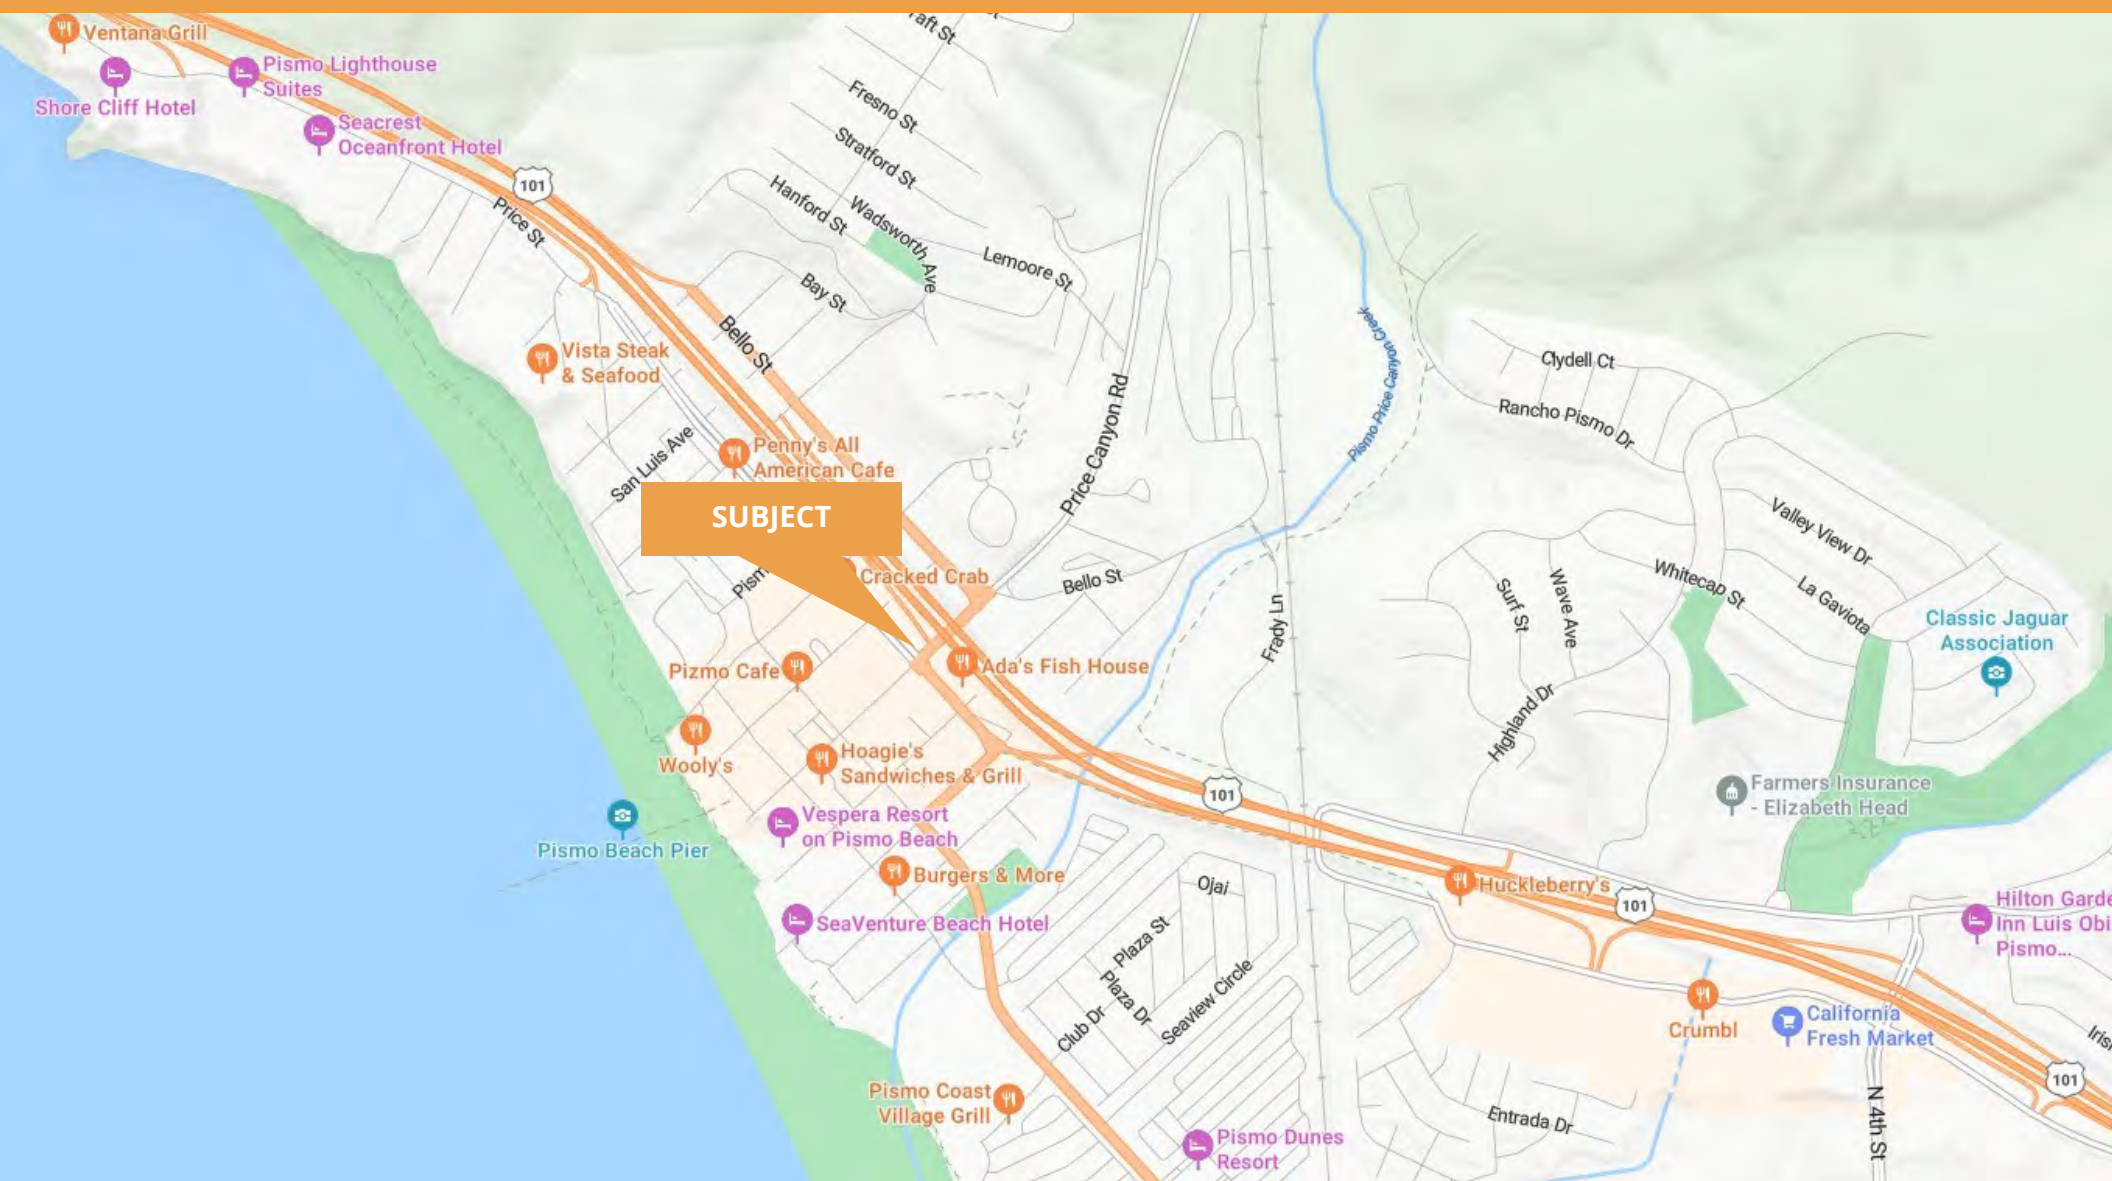 Ventana Grill
Pismo Lighthouse
Suites
Shore Cliff Hotel
Seacrest
Oceanfront Hotel
101
Price St
Fresno St
Stratford St
Hanford St
Wadsworth Ave
Lemoore St
Bay St
Bello St
Vista Steak
& Seafood
San Luis Ave
Penny's All
American Cafe
Price Canyon Rd
Pismo Price Canyon Creek
Clydell Ct
Rancho Pismo Dr
Valley View Dr
La Gaviota
Whitecap St
Wave Ave
Surf St
Highland Dr
Classic Jaguar
Association
SUBJECT
Cracked Crab
Bello St
Frady Ln
Pizmo Cafe
Ada's Fish House
Wooly's
Hoagie's
Sandwiches & Grill
101
Farmers Insurance
- Elizabeth Head
Vespera Resort
on Pismo Beach
Pismo Beach Pier
Burgers & More
SeaVenture Beach Hotel
Ojai
Plaza St
Plaza Dr
Club Dr
Seaview Circle
Huckleberry's
101
Crumbl
California
Fresh Market
N 4th St
101
Entrada Dr
Pismo Coast
Village Grill
Pismo Dunes
Resort
Hilton Garde
Inn Luis Obi
Pismo...